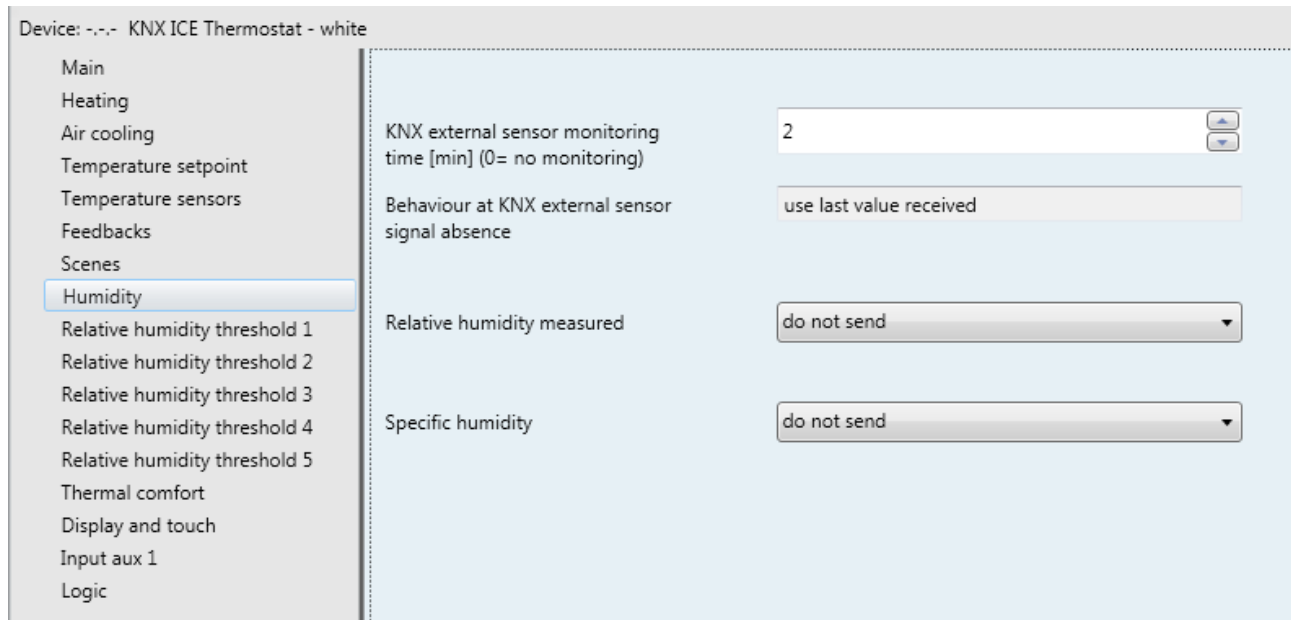 Device: -.-.- KNX ICE Thermostat - white
Main
Heating
Air cooling
Temperature setpoint
Temperature sensors
Feedbacks
Scenes
Humidity
Relative humidity threshold 1
Relative humidity threshold 2
Relative humidity threshold 3
Relative humidity threshold 4
Relative humidity threshold 5
Thermal comfort
Display and touch
Input aux 1
Logic
KNX external sensor monitoring
time [min] (0= no monitoring)
2
Behaviour at KNX external sensor
signal absence
use last value received
Relative humidity measured
do not send
Specific humidity
do not send